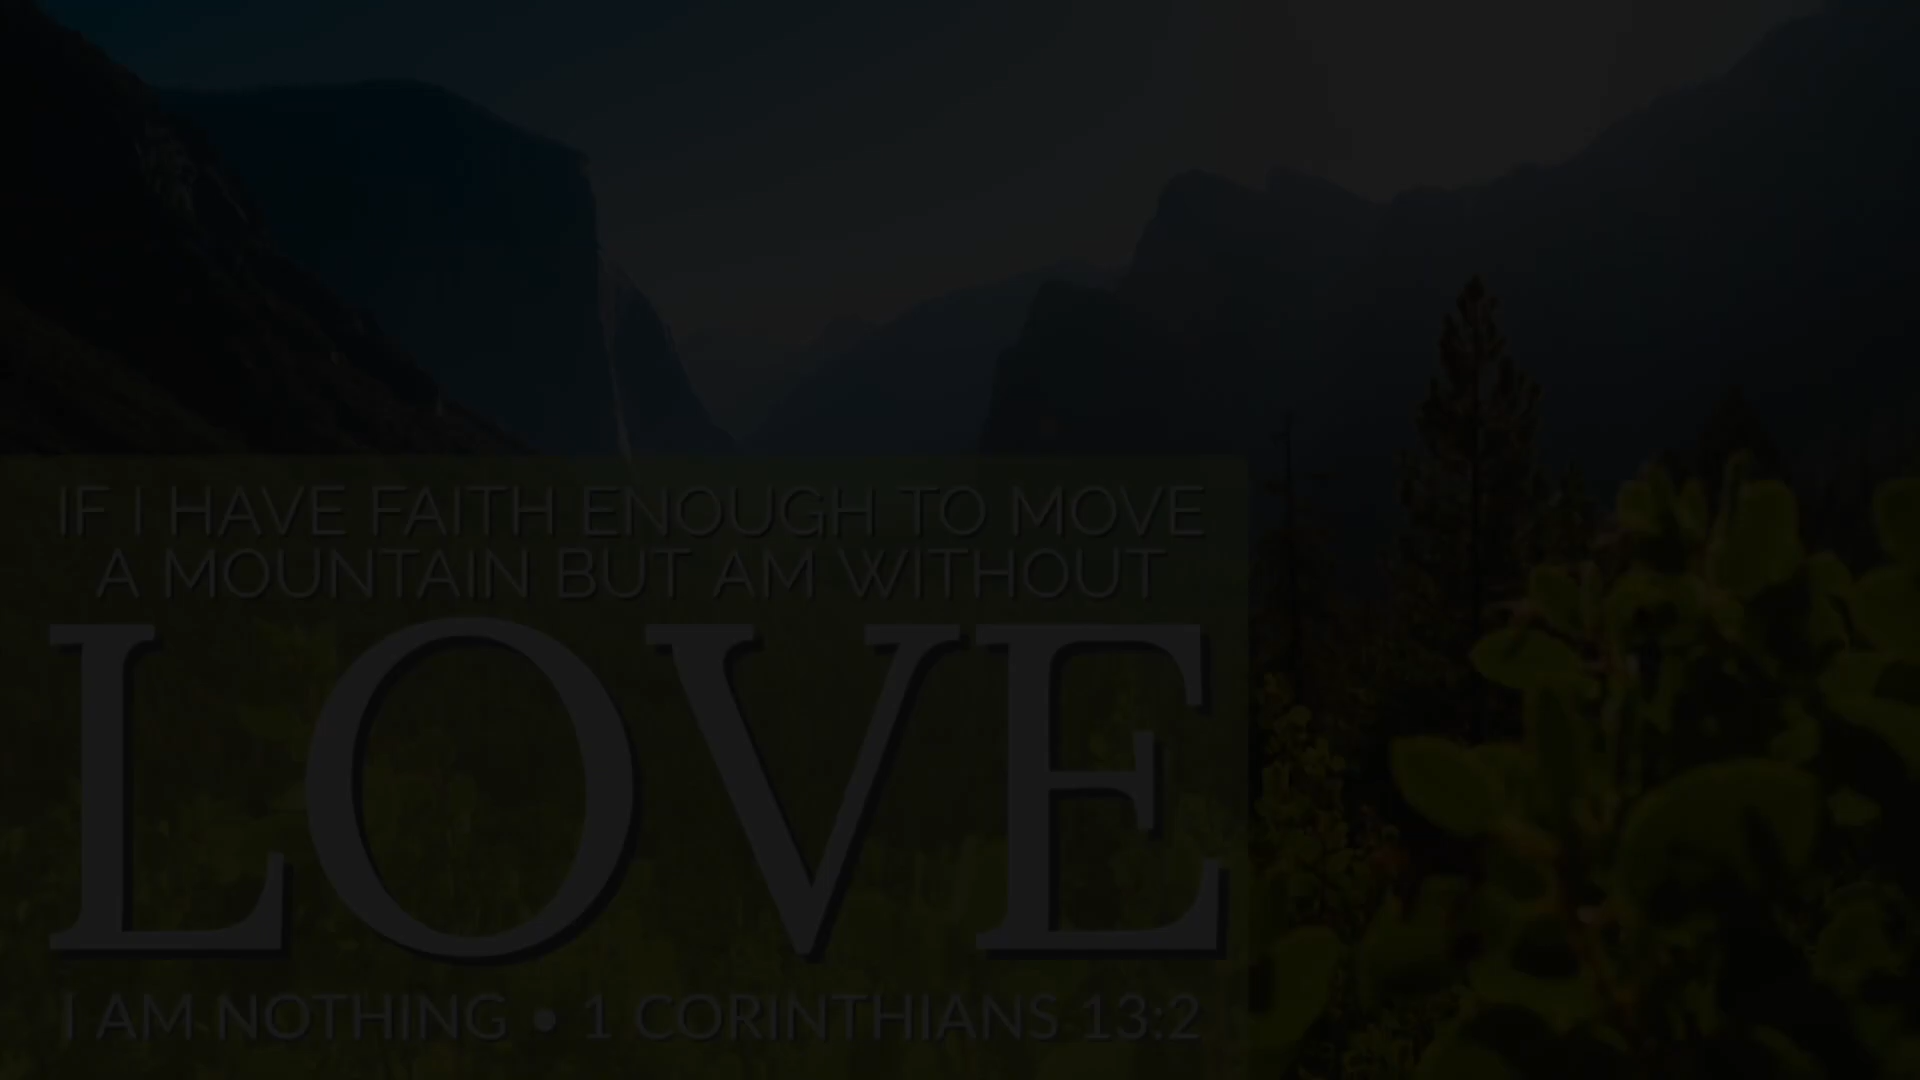 IF I HAVE FAITH ENOUGH TO MOVE
A MOUNTAIN BUT AM WITHOUT
LOVE
I AM NOTHING • 1 CORINTHIANS 13:2